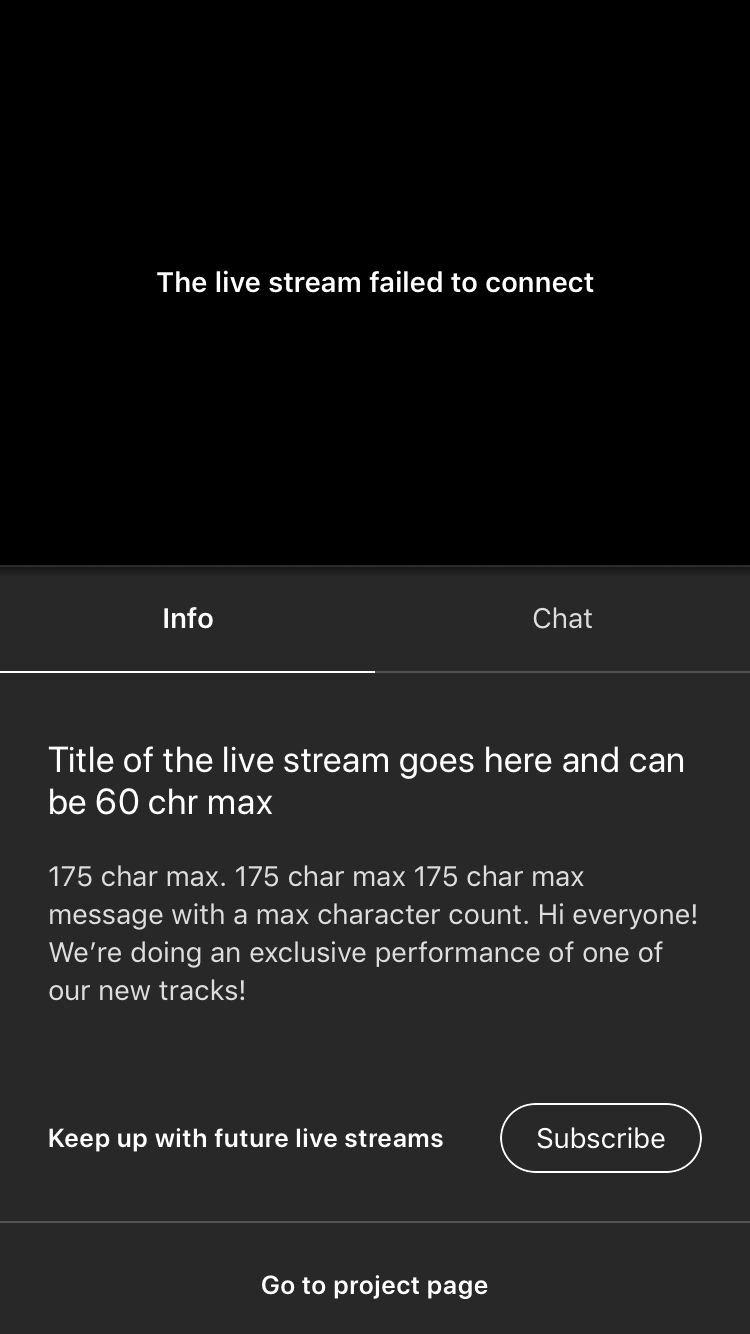 The live stream failed to connect
Info
Chat
Title of the live stream goes here and can
be 60 chr max
175 char max. 175 char max 175 char max
message with a max character count. Hi everyone!
We’re doing an exclusive performance of one of
our new tracks!
Keep up with future live streams
Subscribe
Go to project page